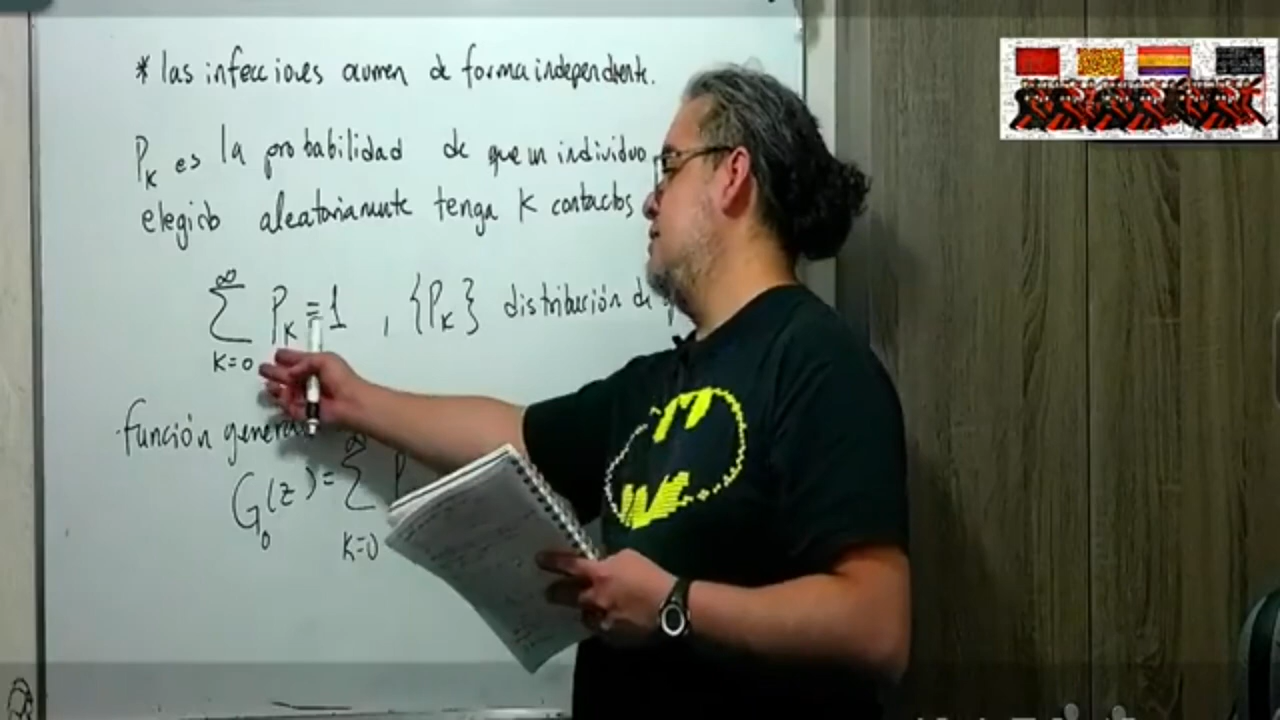 * las infecciones ocurren de forma independiente.
P_K es la probabilidad de que un individuo
elegido aleatoriamente tenga K contactos
∞
∑ P_K = 1 , {P_K} distribución de
K=0
función genera
∞
G_0(z) = ∑ P
K=0